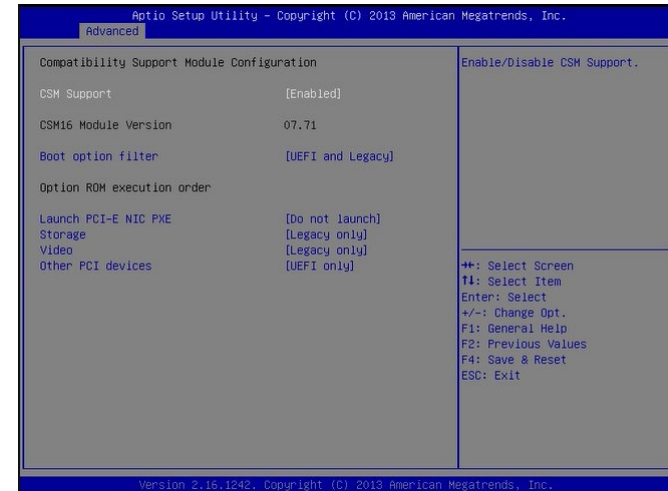 Aptio Setup Utility – Copyright (C) 2013 American Megatrends, Inc.
Advanced
Compatibility Support Module Configuration
CSM Support [Enabled]
CSM16 Module Version 07.71
Boot option filter [UEFI and Legacy]
Option ROM execution order
Launch PCI-E NIC PXE [Do not launch]
Storage [Legacy only]
Video [Legacy only]
Other PCI devices [UEFI only]
Enable/Disable CSM Support.
→←: Select Screen
↑↓: Select Item
Enter: Select
+/-: Change Opt.
F1: General Help
F2: Previous Values
F4: Save & Reset
ESC: Exit
Version 2.16.1242. Copyright (C) 2013 American Megatrends, Inc.